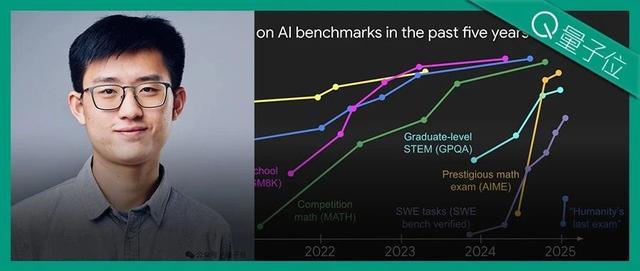 量子位
on AI benchmarks in the past five years
Graduate-level
STEM (GPQA)
chool
SM8K)
Prestigious math
exam (AIME)
Competition
math (MATH)
SWE tasks (SWE
bench verified)
"Humanity's
last exam"
2022
2023
2024
2025